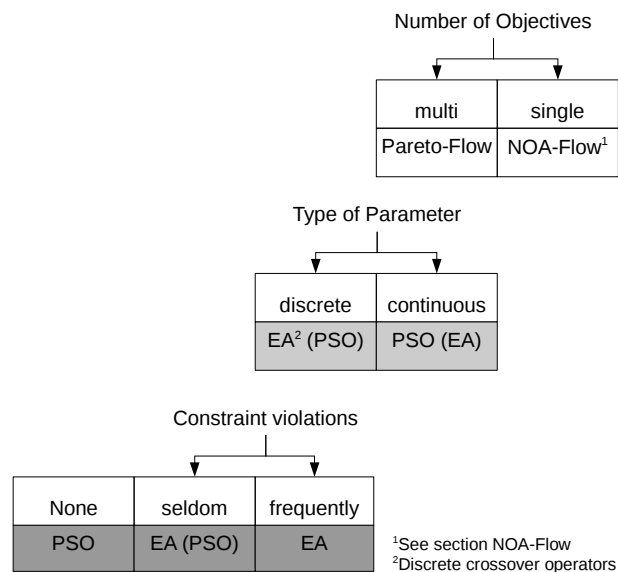 Number of Objectives
multi single
Pareto-Flow NOA-Flow¹
Type of Parameter
discrete continuous
EA² (PSO) PSO (EA)
Constraint violations
None seldom frequently
PSO EA (PSO) EA
¹See section NOA-Flow
²Discrete crossover operators